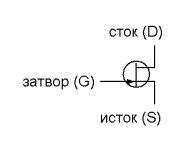 сток (D)
затвор (G)
исток (S)